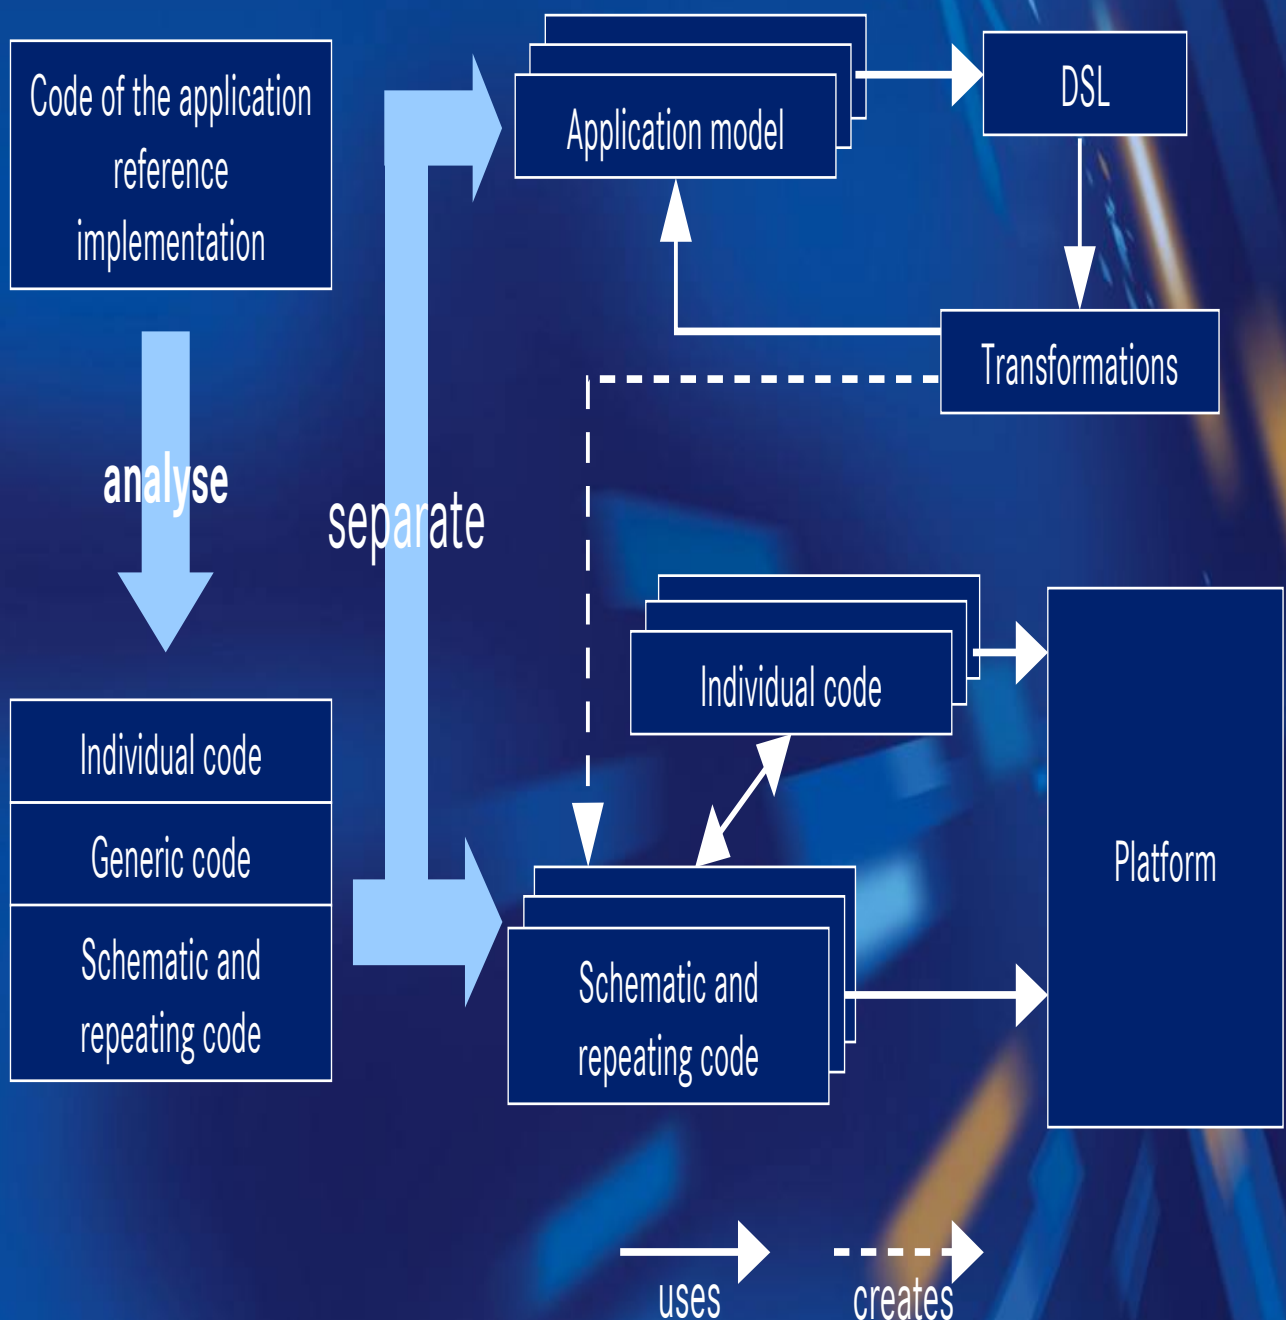 Code of the application
reference
implementation
analyse
Individual code
Generic code
Schematic and
repeating code
separate
Application model
DSL
Transformations
Individual code
Schematic and
repeating code
Platform
uses
creates